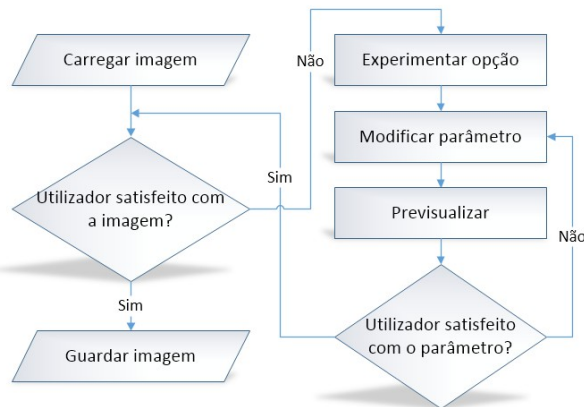 Carregar imagem
Utilizador satisfeito com
a imagem?
Sim
Guardar imagem
Não
Experimentar opção
Modificar parâmetro
Previsualizar
Utilizador satisfeito
com o parâmetro?
Sim
Não